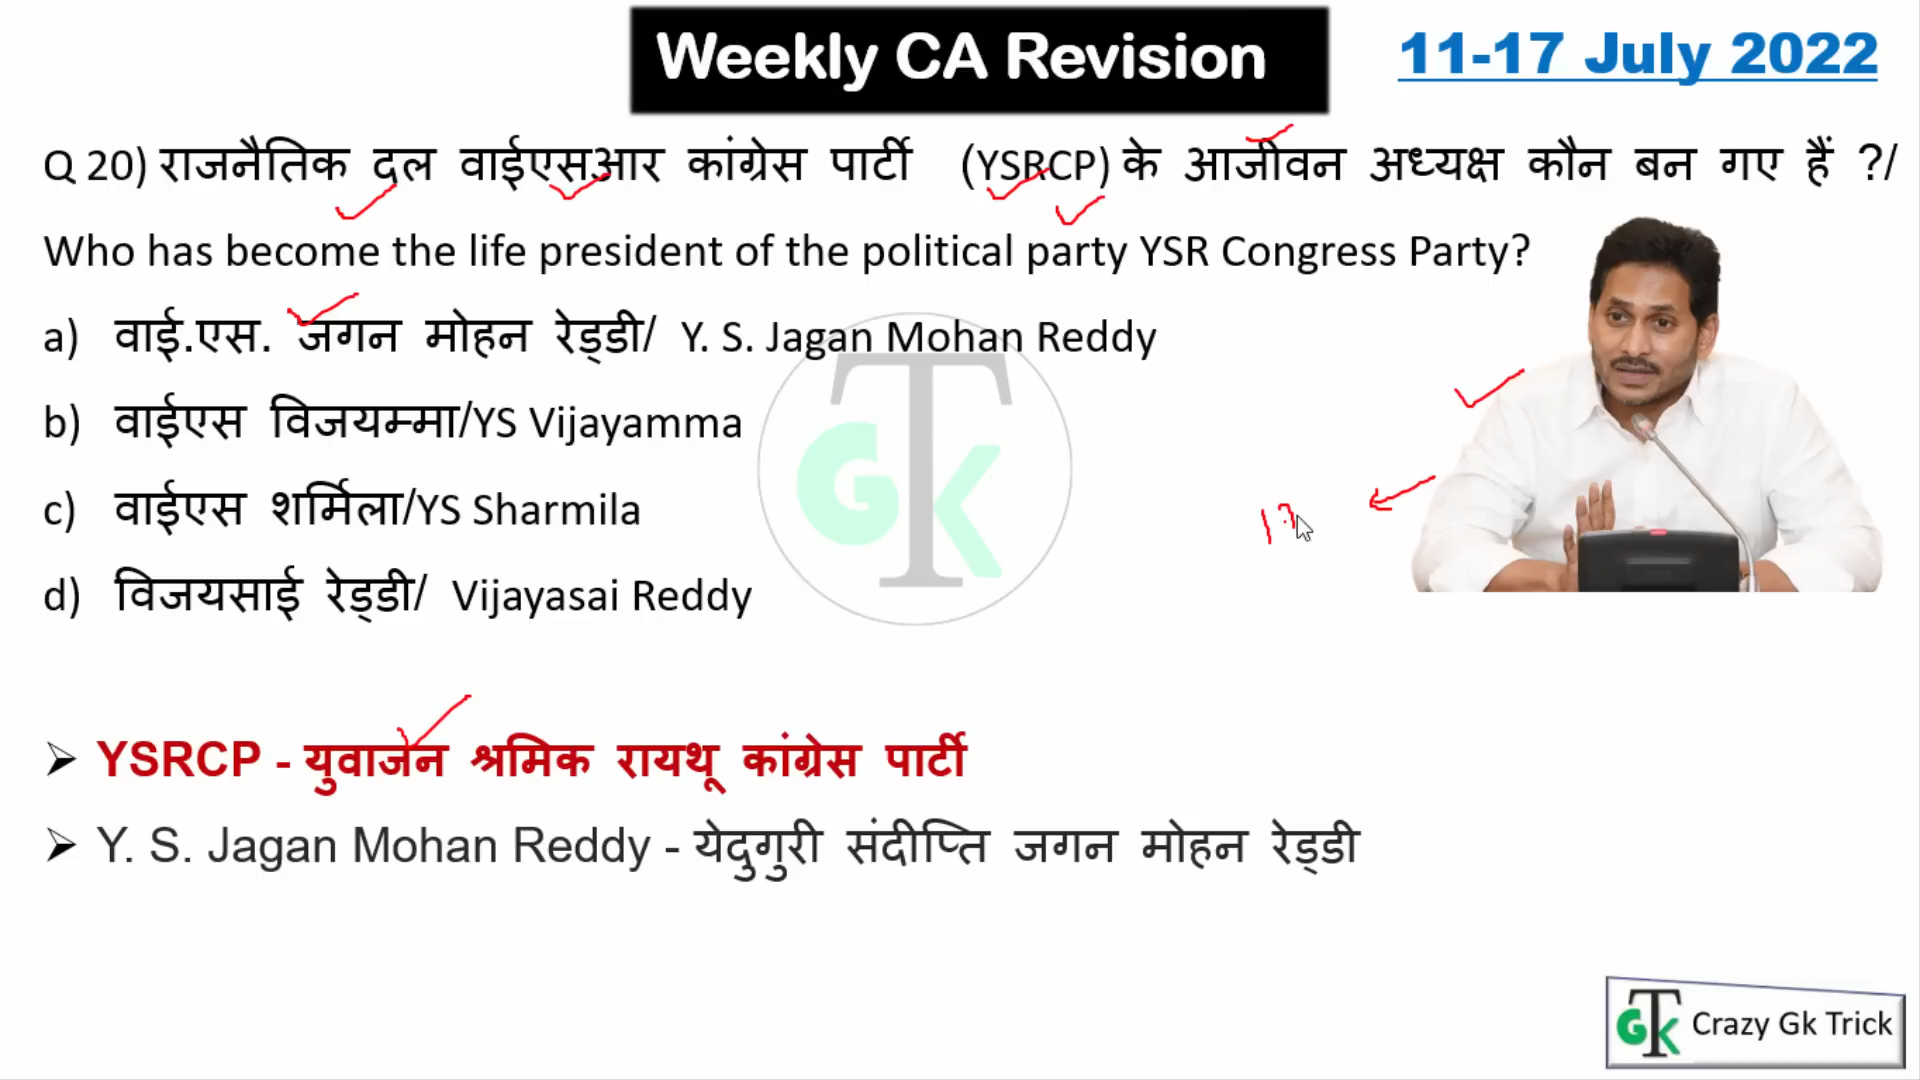 Weekly CA Revision
11-17 July 2022
Q 20) राजनैतिक दल वाईएसआर कांग्रेस पार्टी (YSRCP) के आजीवन अध्यक्ष कौन बन गए हैं ?/
Who has become the life president of the political party YSR Congress Party?
a) वाई.एस. जगन मोहन रेड्डी/ Y. S. Jagan Mohan Reddy
b) वाईएस विजयम्मा/YS Vijayamma
c) वाईएस शर्मिला/YS Sharmila
d) विजयसाई रेड्डी/ Vijayasai Reddy
GTK
➢ YSRCP - युवाजन श्रमिक रायथू कांग्रेस पार्टी
➢ Y. S. Jagan Mohan Reddy - येदुगुरी संदीप्ति जगन मोहन रेड्डी
GTK Crazy Gk Trick